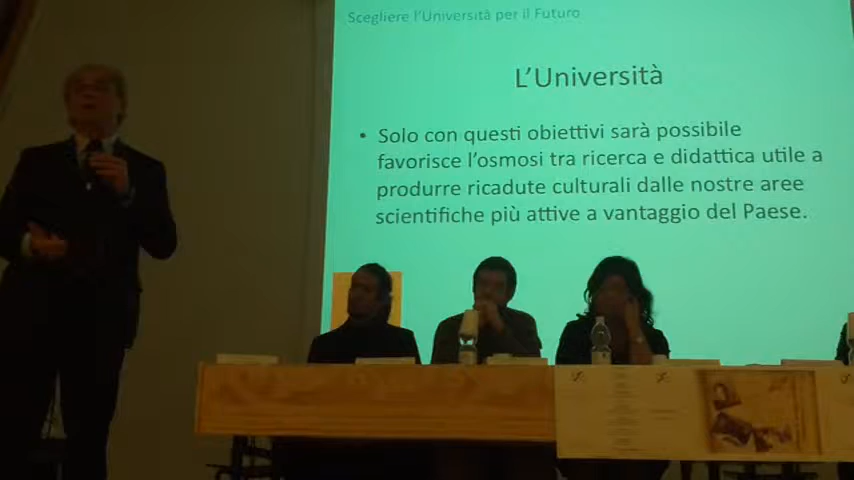 Scegliere l'Università per il Futuro
L'Università
• Solo con questi obiettivi sarà possibile
favorisce l'osmosi tra ricerca e didattica utile a
produrre ricadute culturali dalle nostre aree
scientifiche più attive a vantaggio del Paese.